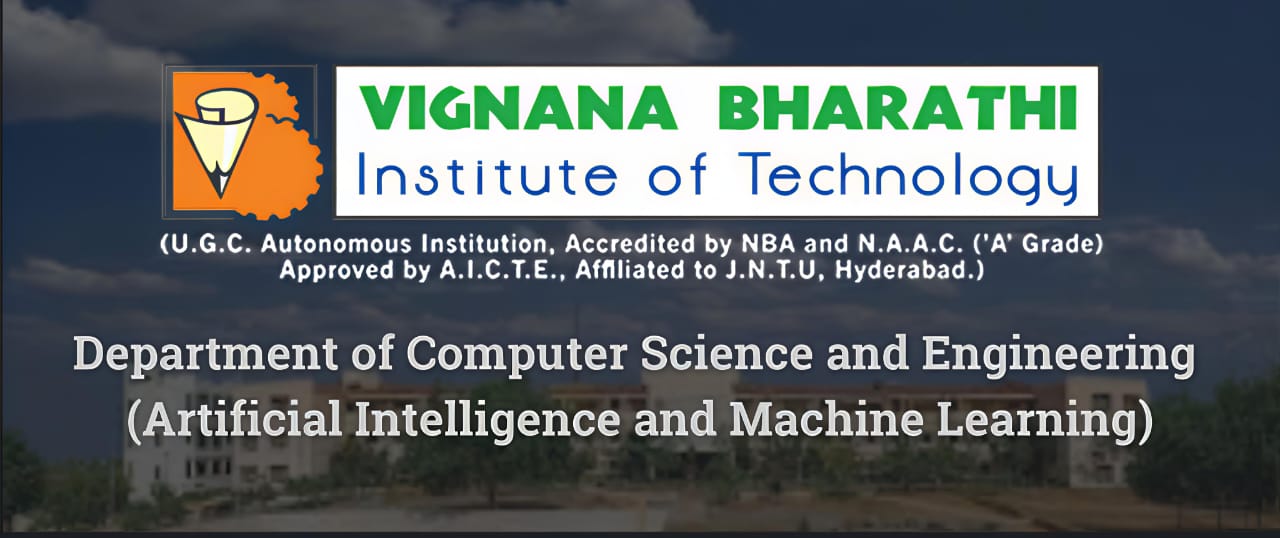 VIGNANA BHARATHI
Institute of Technology
(U.G.C. Autonomous Institution, Accredited by NBA and N.A.A.C. ('A' Grade)
Approved by A.I.C.T.E., Affiliated to J.N.T.U, Hyderabad.)
Department of Computer Science and Engineering
(Artificial Intelligence and Machine Learning)